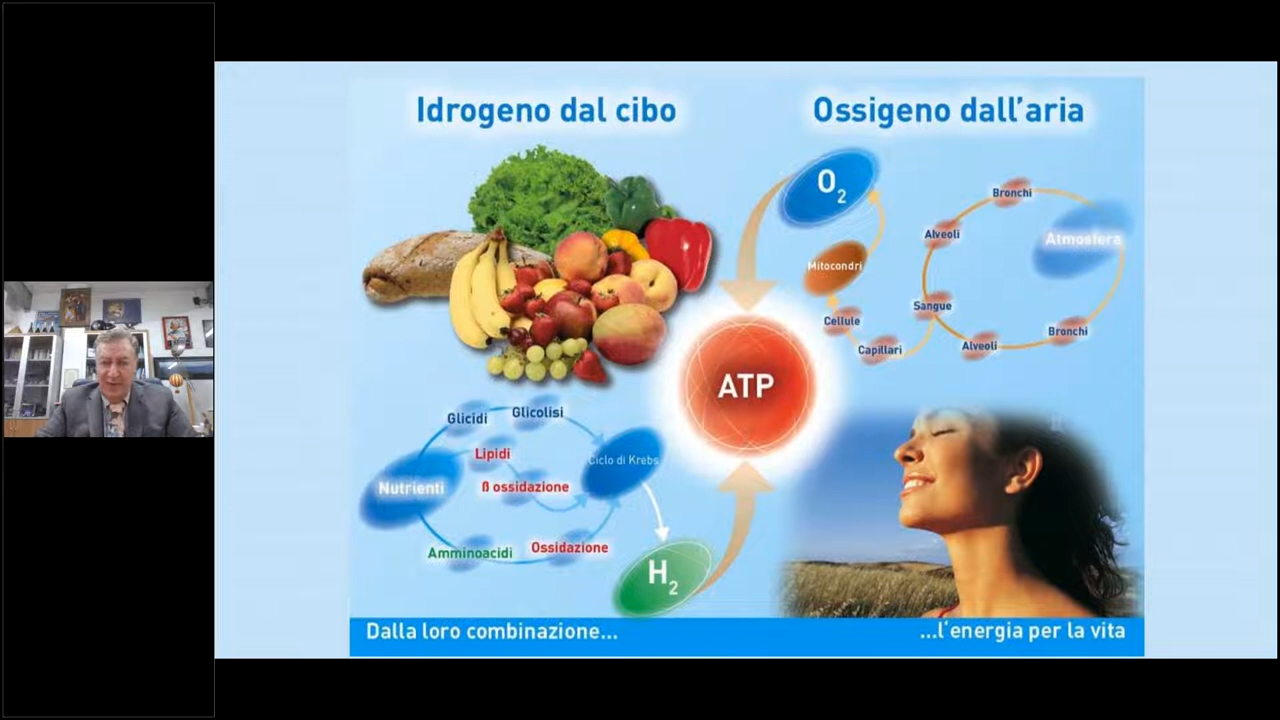 Idrogeno dal cibo
Ossigeno dall'aria
O2
Bronchi
Alveoli
Atmosfera
Mitocondri
Sangue
Cellule
Bronchi
Capillari
Alveoli
ATP
Glicidi
Glicolisi
Lipidi
Ciclo di Krebs
Nutrienti
ß ossidazione
Amminoacidi
Ossidazione
H2
Dalla loro combinazione...
...l'energia per la vita